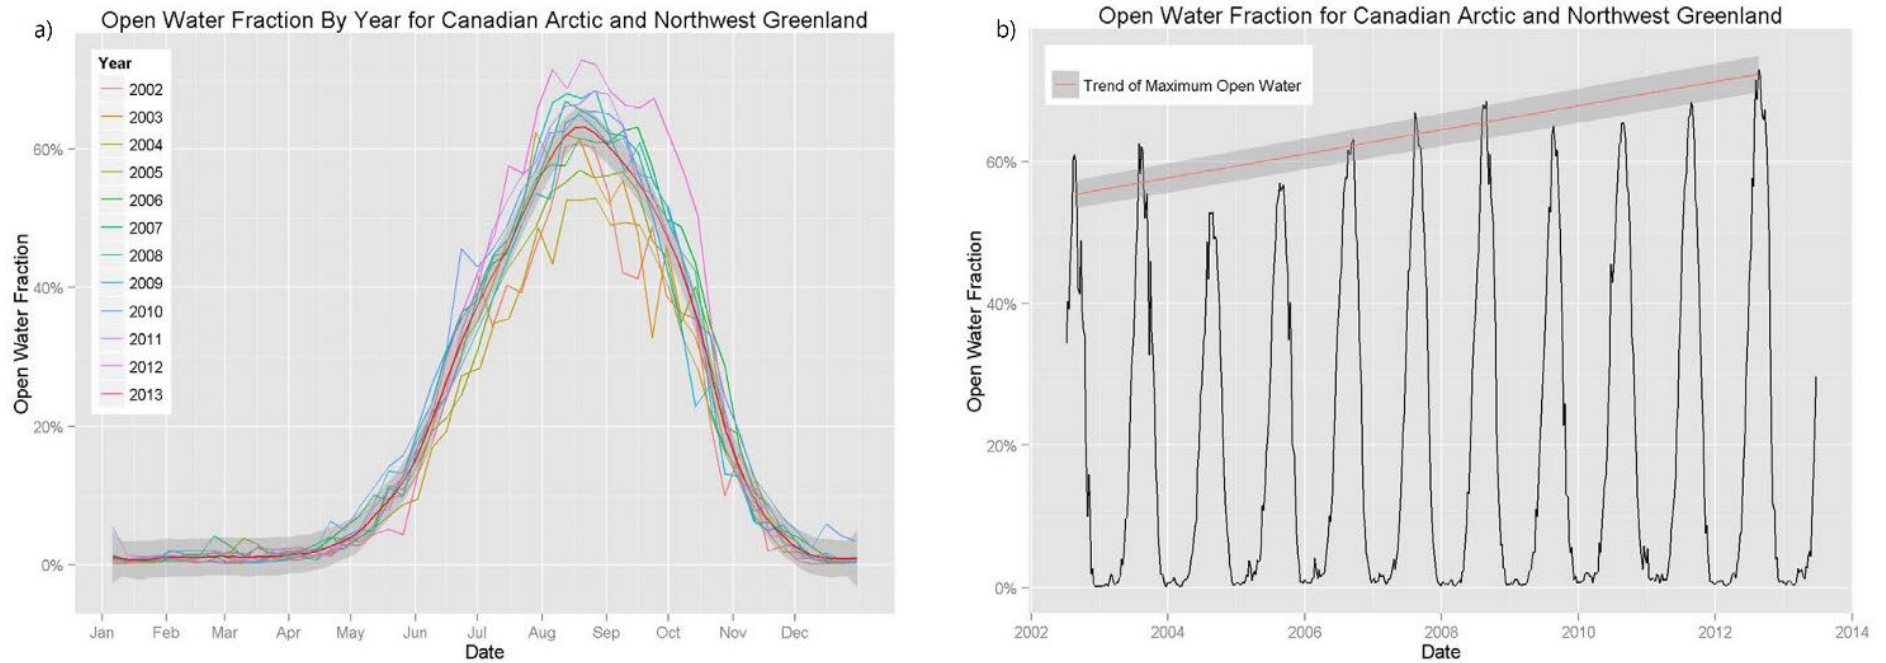 a)
Open Water Fraction By Year for Canadian Arctic and Northwest Greenland
Year
2002
2003
2004
2005
2006
2007
2008
2009
2010
2011
2012
2013
Open Water Fraction
60%
40%
20%
0%
Jan Feb Mar Apr May Jun Jul Aug Sep Oct Nov Dec
Date
b)
Open Water Fraction for Canadian Arctic and Northwest Greenland
Trend of Maximum Open Water
Open Water Fraction
60%
40%
20%
0%
2002 2004 2006 2008 2010 2012 2014
Date